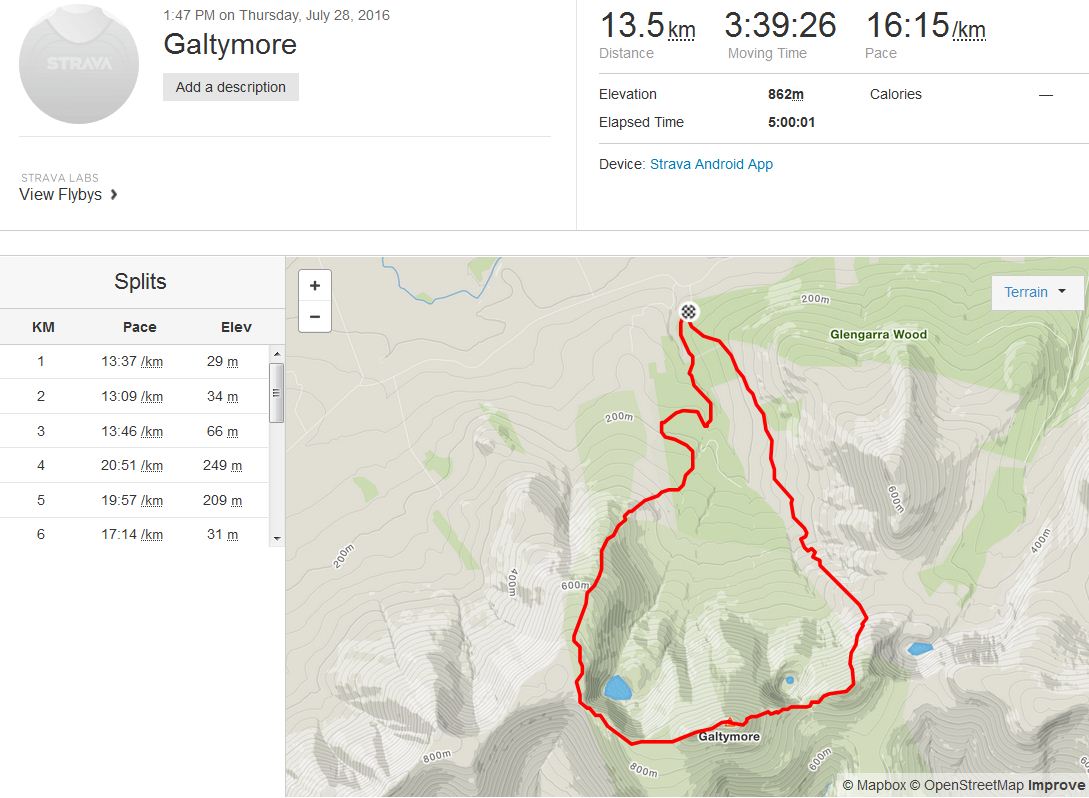 1:47 PM on Thursday, July 28, 2016
Galtymore
STRAVA
Add a description
STRAVA LABS
View Flybys
13.5 km 3:39:26 16:15/km
Distance Moving Time Pace
Elevation 862m Calories —
Elapsed Time 5:00:01
Device: Strava Android App
Splits
KM Pace Elev
1 13:37 /km 29 m
2 13:09 /km 34 m
3 13:46 /km 66 m
4 20:51 /km 249 m
5 19:57 /km 209 m
6 17:14 /km 31 m
+
−
Terrain
200m
Glengarra Wood
200m
600m
200m
400m
400m
600m
Galtymore
800m
800m
600m
© Mapbox © OpenStreetMap Improve